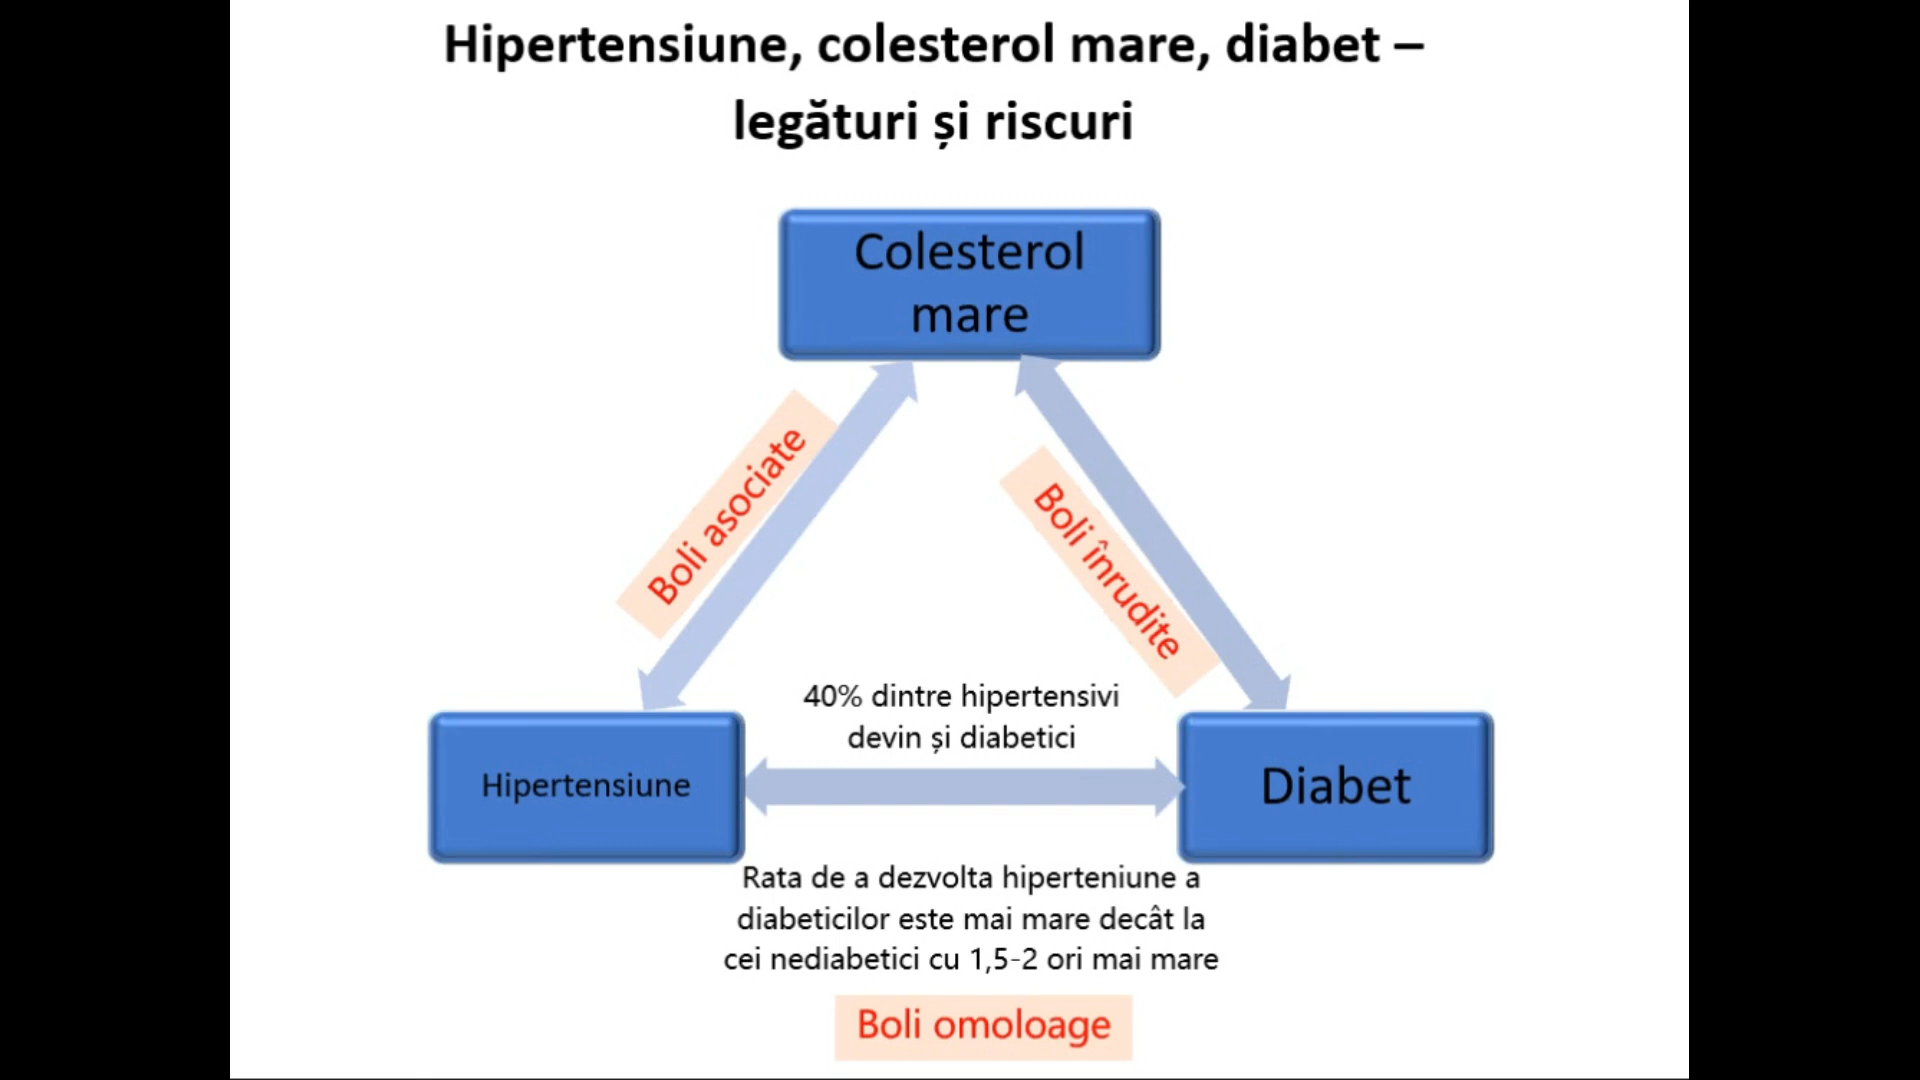 Hipertensiune, colesterol mare, diabet –
legături și riscuri
Colesterol
mare
Boli asociate
Boli înrudite
40% dintre hipertensivi
devin și diabetici
Hipertensiune
Diabet
Rata de a dezvolta hiperteniune a
diabeticilor este mai mare decât la
cei nediabetici cu 1,5-2 ori mai mare
Boli omoloage